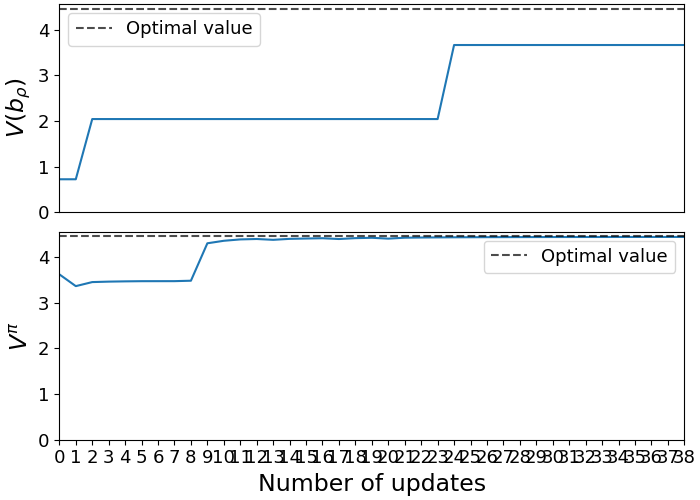 4
3
2
1
0
V(b_ρ)
Optimal value
4
3
2
1
0
V^π
Optimal value
0 1 2 3 4 5 6 7 8 9 10 11 12 13 14 15 16 17 18 19 20 21 22 23 24 25 26 27 28 29 30 31 32 33 34 35 36 37 38
Number of updates